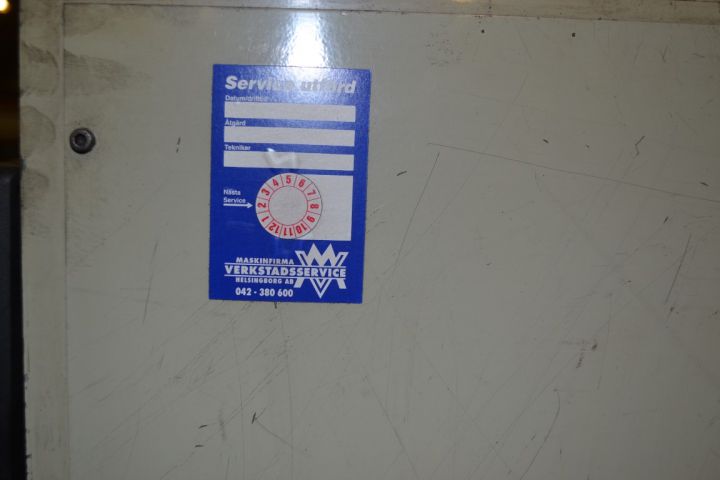 Service utförd
Datum/drifttid
Åtgärd
Tekniker
Nästa
Service
1 2 3 4 5 6 7 8 9 10 11 12
MASKINFIRMA
VERKSTADSSERVICE
HELSINGBORG AB
042 - 380 600